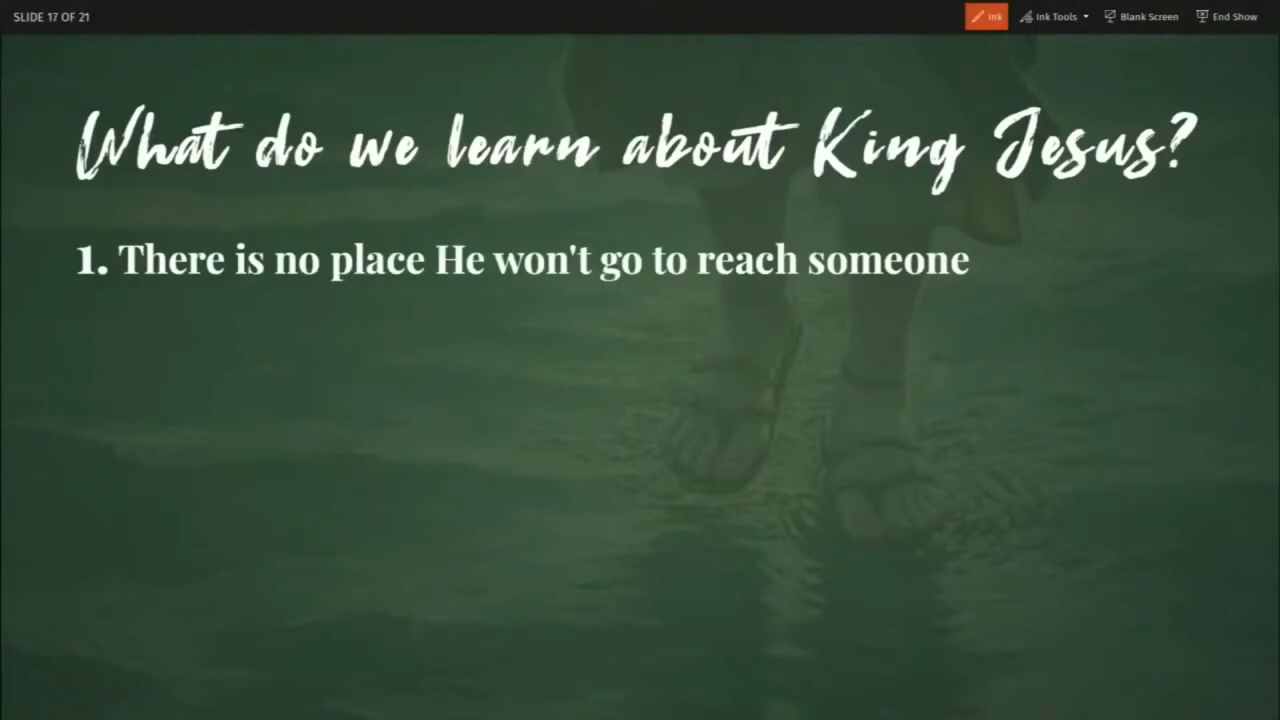 SLIDE 17 OF 21
Ink
Ink Tools
Blank Screen
End Show
What do we learn about King Jesus?
1. There is no place He won't go to reach someone